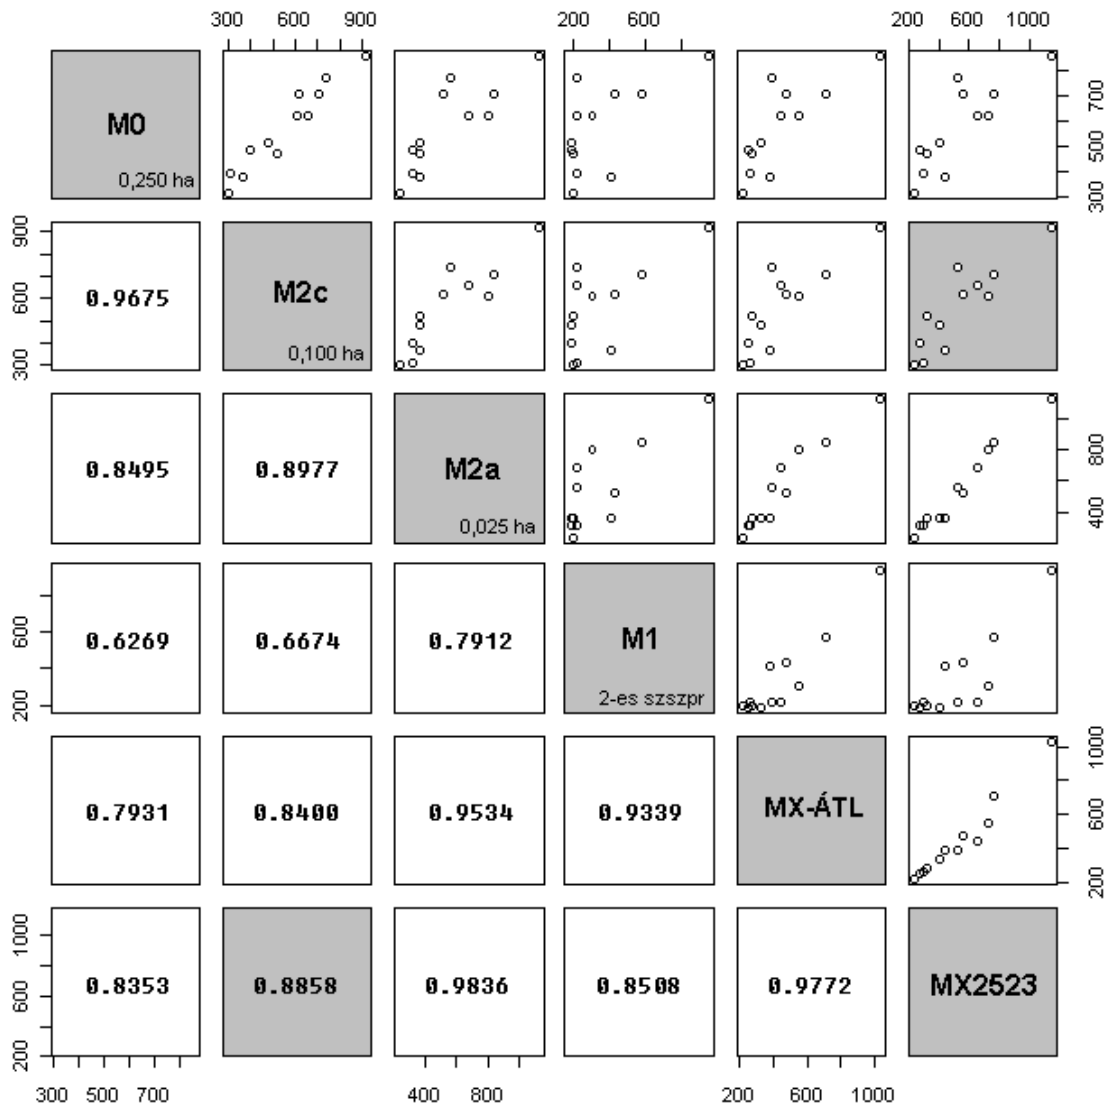 300 600 900 200 600 200 600 1000
M0
0,250 ha
300 500 700
300 600 900
0.9675
M2c
0,100 ha
0.8495 0.8977
M2a
0,025 ha
400 800
200 600
0.6269 0.6674 0.7912
M1
2-es szszpr
0.7931 0.8400 0.9534 0.9339
MX-ÁTL
200 600 1000
200 600 1000
0.8353 0.8858 0.9836 0.8508 0.9772
MX2523
300 500 700 400 800 200 600 1000